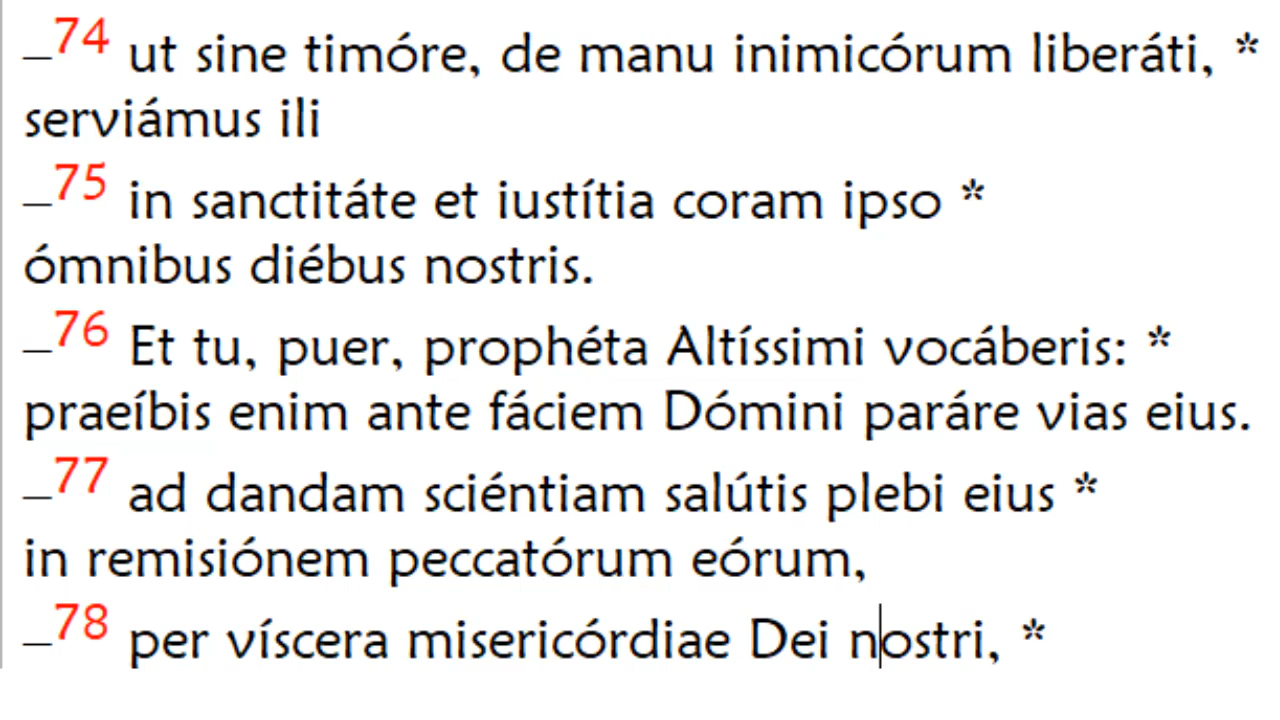 –74 ut sine timóre, de manu inimicórum liberáti, *
serviámus ili
–75 in sanctitáte et iustítia coram ipso *
ómnibus diébus nostris.
–76 Et tu, puer, prophéta Altíssimi vocáberis: *
praeíbis enim ante fáciem Dómini paráre vias eius.
–77 ad dandam sciéntiam salútis plebi eius *
in remisiónem peccatórum eórum,
–78 per víscera misericórdiae Dei nostri, *